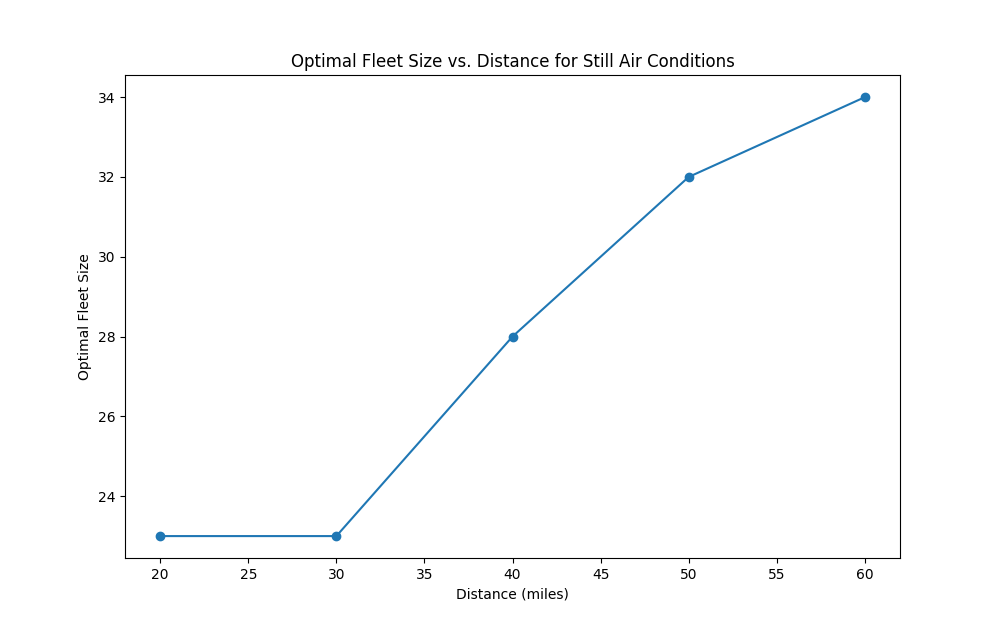 Optimal Fleet Size vs. Distance for Still Air Conditions
Optimal Fleet Size
34
32
30
28
26
24
20 25 30 35 40 45 50 55 60
Distance (miles)